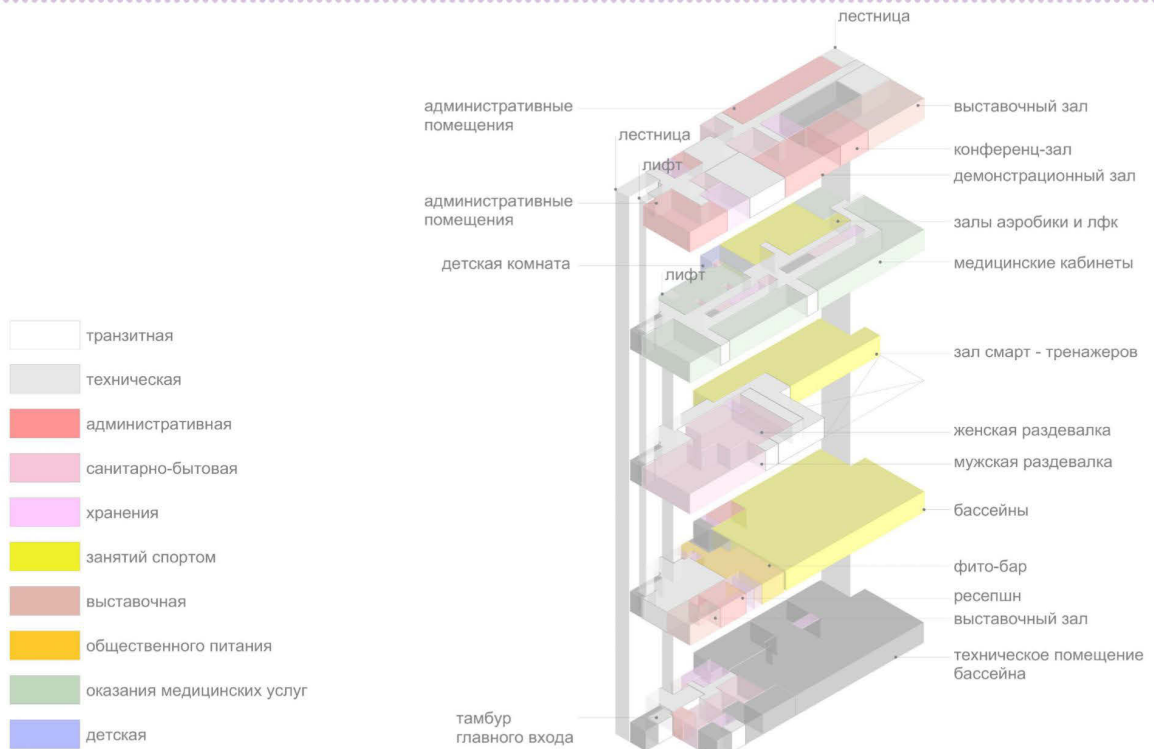 лестница
административные
помещения
выставочный зал
лестница
конференц-зал
лифт
демонстрационный зал
административные
помещения
залы аэробики и лфк
детская комната
медицинские кабинеты
лифт
транзитная
зал смарт - тренажеров
техническая
административная
женская раздевалка
санитарно-бытовая
мужская раздевалка
хранения
бассейны
занятий спортом
фито-бар
выставочная
ресепшн
выставочный зал
общественного питания
техническое помещение
бассейна
оказания медицинских услуг
тамбур
главного входа
детская